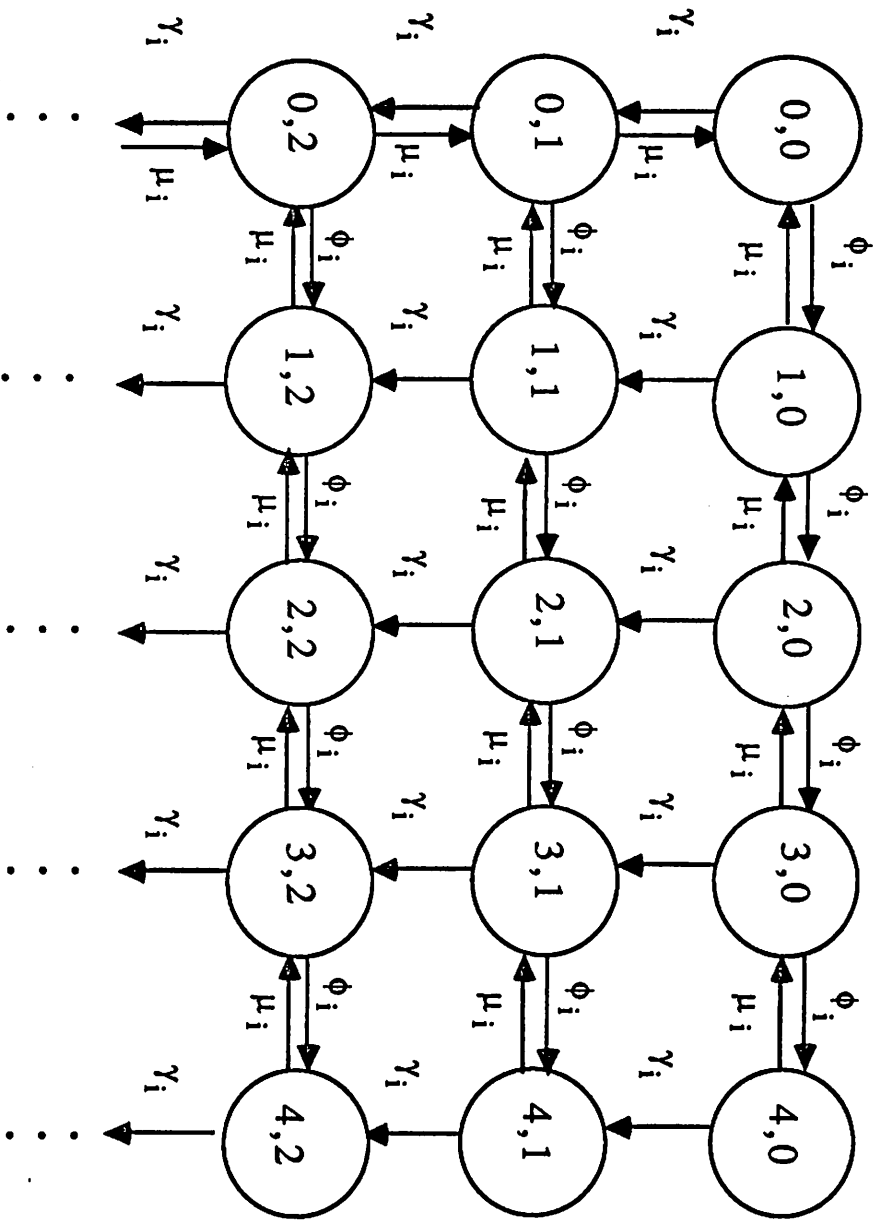 ϕi ϕi ϕi ϕi
0,0 1,0 2,0 3,0 4,0
μi μi μi μi
γi μi γi γi γi γi
ϕi ϕi ϕi ϕi
0,1 1,1 2,1 3,1 4,1
μi μi μi μi
γi μi γi γi γi γi
ϕi ϕi ϕi ϕi
0,2 1,2 2,2 3,2 4,2
μi μi μi μi
γi μi γi γi γi γi
. . . . .
. . . . .
. . . . .